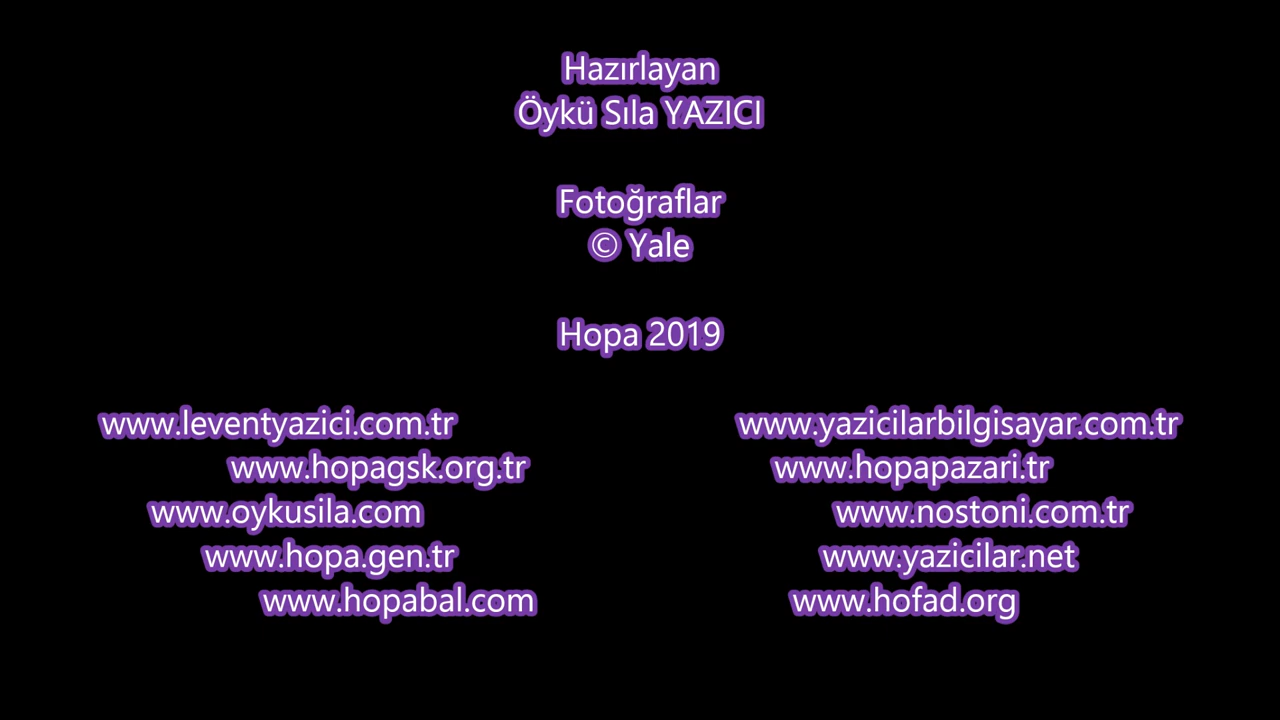 Hazırlayan
Öykü Sıla YAZICI
Fotoğraflar
© Yale
Hopa 2019
www.leventyazici.com.tr www.yazicilarbilgisayar.com.tr
www.hopagsk.org.tr www.hopapazari.tr
www.oykusila.com www.nostoni.com.tr
www.hopa.gen.tr www.yazicilar.net
www.hopabal.com www.hofad.org